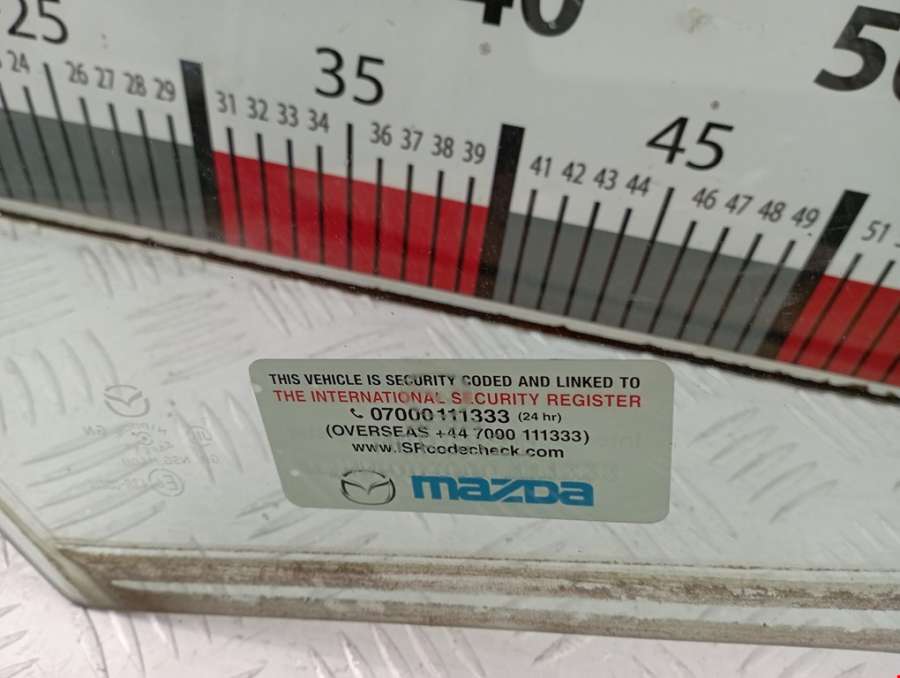 25
40
50
35
45
24 26 27 28 29 31 32 33 34 36 37 38 39 41 42 43 44 46 47 48 49 51
THIS VEHICLE IS SECURITY CODED AND LINKED TO
THE INTERNATIONAL SECURITY REGISTER
07000 111333 (24 hr)
(OVERSEAS +44 7000 111333)
www.ISRcodecheck.com
mazda